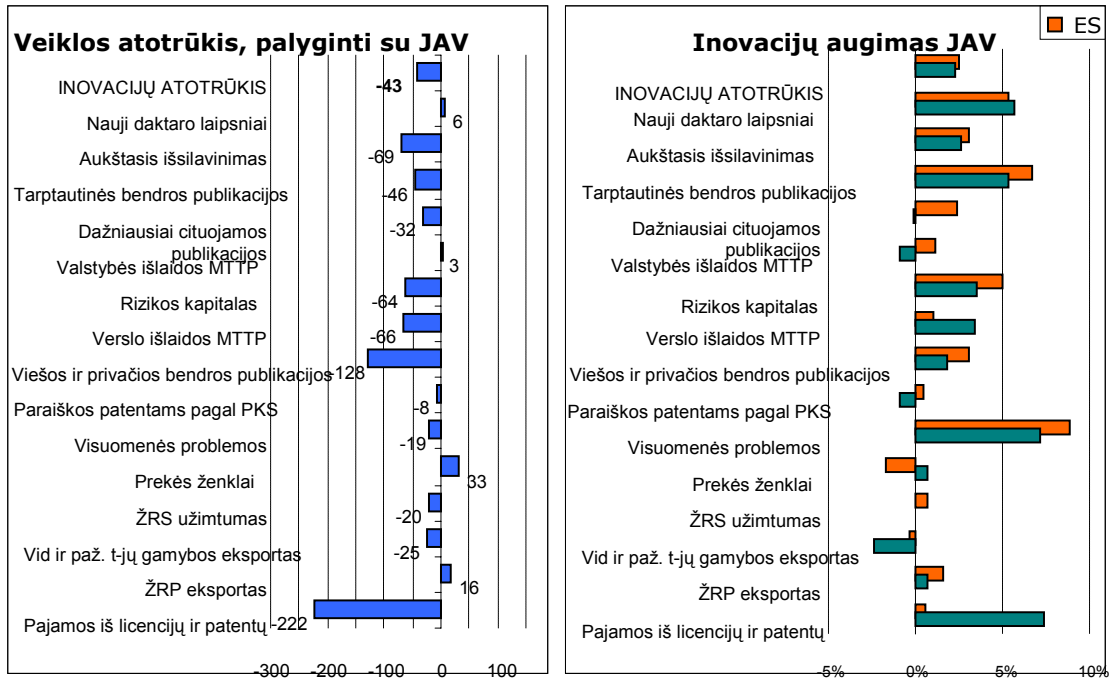 Veiklos atotrūkis, palyginti su JAV
-43
INOVACIJŲ ATOTRŪKIS
6
Nauji daktaro laipsniai
-69
Aukštasis išsilavinimas
-46
Tarptautinės bendros publikacijos
-32
Dažniausiai cituojamos
publikacijos
3
Valstybės išlaidos MTTP
-64
Rizikos kapitalas
-66
Verslo išlaidos MTTP
-128
Viešos ir privačios bendros publikacijos
-8
Paraiškos patentams pagal PKS
-19
Visuomenės problemos
33
Prekės ženklai
-20
ŽRS užimtumas
-25
Vid ir paž. t-jų gamybos eksportas
16
ŽRP eksportas
-222
Pajamos iš licencijų ir patentų
-300 -200 -100 0 100
ES
Inovacijų augimas JAV
INOVACIJŲ ATOTRŪKIS
Nauji daktaro laipsniai
Aukštasis išsilavinimas
Tarptautinės bendros publikacijos
Dažniausiai cituojamos
publikacijos
Valstybės išlaidos MTTP
Rizikos kapitalas
Verslo išlaidos MTTP
Viešos ir privačios bendros publikacijos
Paraiškos patentams pagal PKS
Visuomenės problemos
Prekės ženklai
ŽRS užimtumas
Vid ir paž. t-jų gamybos eksportas
ŽRP eksportas
Pajamos iš licencijų ir patentų
-5% 0% 5% 10%